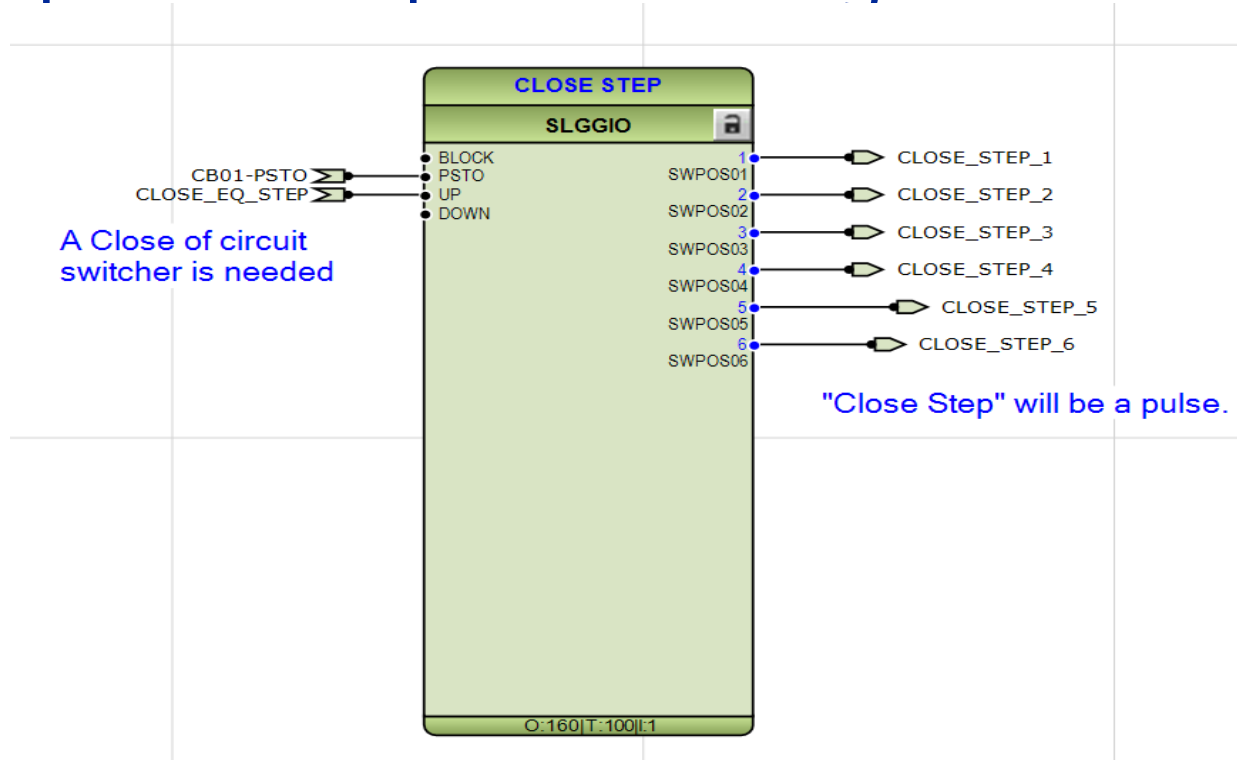 CLOSE STEP
SLGGIO
BLOCK
PSTO
UP
DOWN
CB01-PSTO
CLOSE_EQ_STEP
A Close of circuit
switcher is needed
1
SWPOS01
2
SWPOS02
3
SWPOS03
4
SWPOS04
5
SWPOS05
6
SWPOS06
CLOSE_STEP_1
CLOSE_STEP_2
CLOSE_STEP_3
CLOSE_STEP_4
CLOSE_STEP_5
CLOSE_STEP_6
"Close Step" will be a pulse.
O:160|T:100|I:1